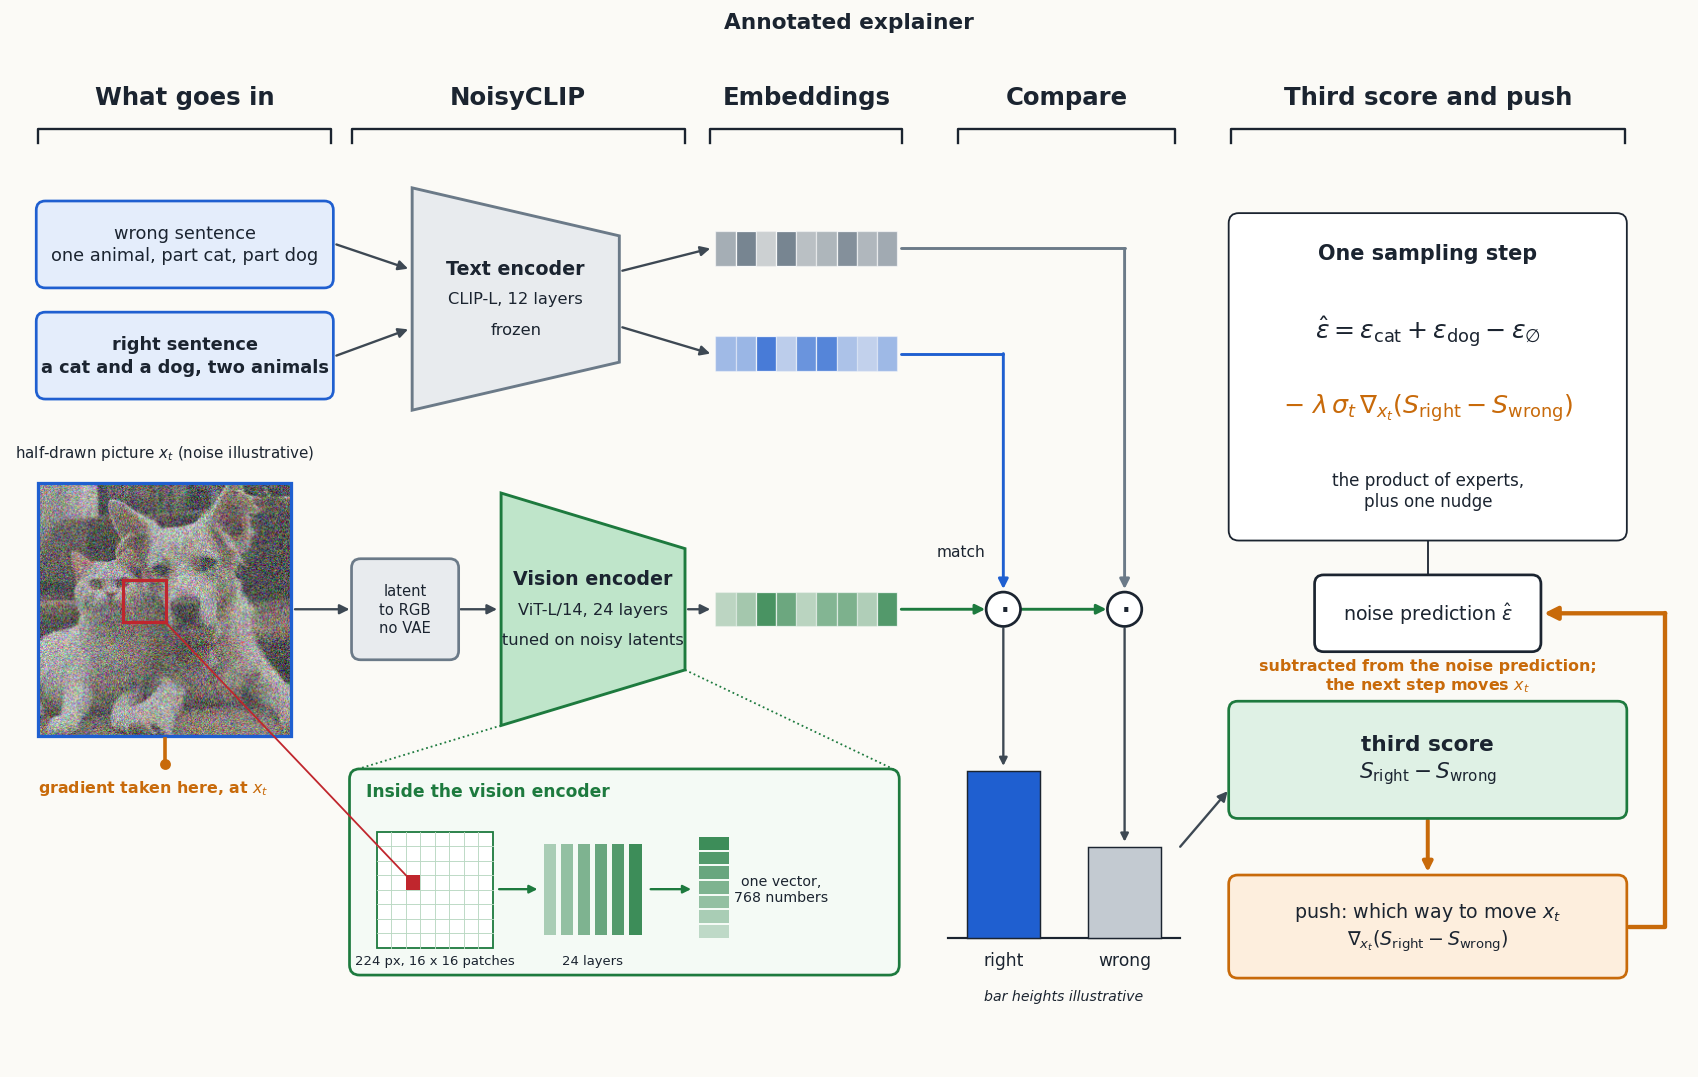 Annotated explainer
What goes in
NoisyCLIP
Embeddings
Compare
Third score and push
wrong sentence
one animal, part cat, part dog
right sentence
a cat and a dog, two animals
Text encoder
CLIP-L, 12 layers
frozen
half-drawn picture x_t (noise illustrative)
gradient taken here, at x_t
latent
to RGB
no VAE
Vision encoder
ViT-L/14, 24 layers
tuned on noisy latents
Inside the vision encoder
224 px, 16 x 16 patches
24 layers
one vector,
768 numbers
match
right
wrong
bar heights illustrative
One sampling step
ε̂ = ε_cat + ε_dog − ε_∅
− λ σ_t ∇_{x_t}(S_right − S_wrong)
the product of experts,
plus one nudge
noise prediction ε̂
subtracted from the noise prediction;
the next step moves x_t
third score
S_right − S_wrong
push: which way to move x_t
∇_{x_t}(S_right − S_wrong)